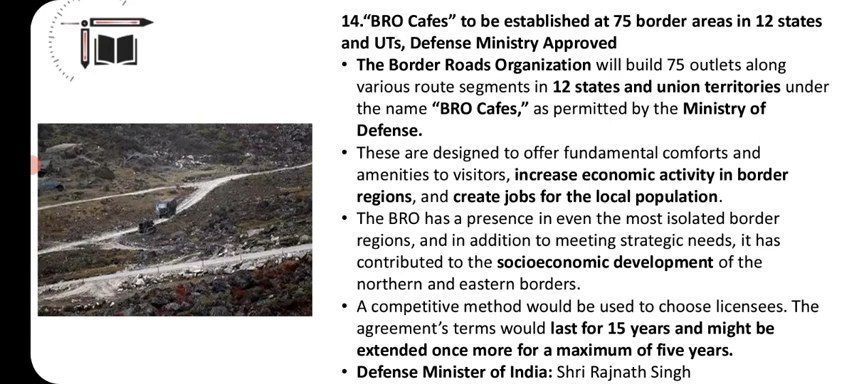 14.“BRO Cafes” to be established at 75 border areas in 12 states
and UTs, Defense Ministry Approved
• The Border Roads Organization will build 75 outlets along
various route segments in 12 states and union territories under
the name “BRO Cafes,” as permitted by the Ministry of
Defense.
• These are designed to offer fundamental comforts and
amenities to visitors, increase economic activity in border
regions, and create jobs for the local population.
• The BRO has a presence in even the most isolated border
regions, and in addition to meeting strategic needs, it has
contributed to the socioeconomic development of the
northern and eastern borders.
• A competitive method would be used to choose licensees. The
agreement’s terms would last for 15 years and might be
extended once more for a maximum of five years.
• Defense Minister of India: Shri Rajnath Singh